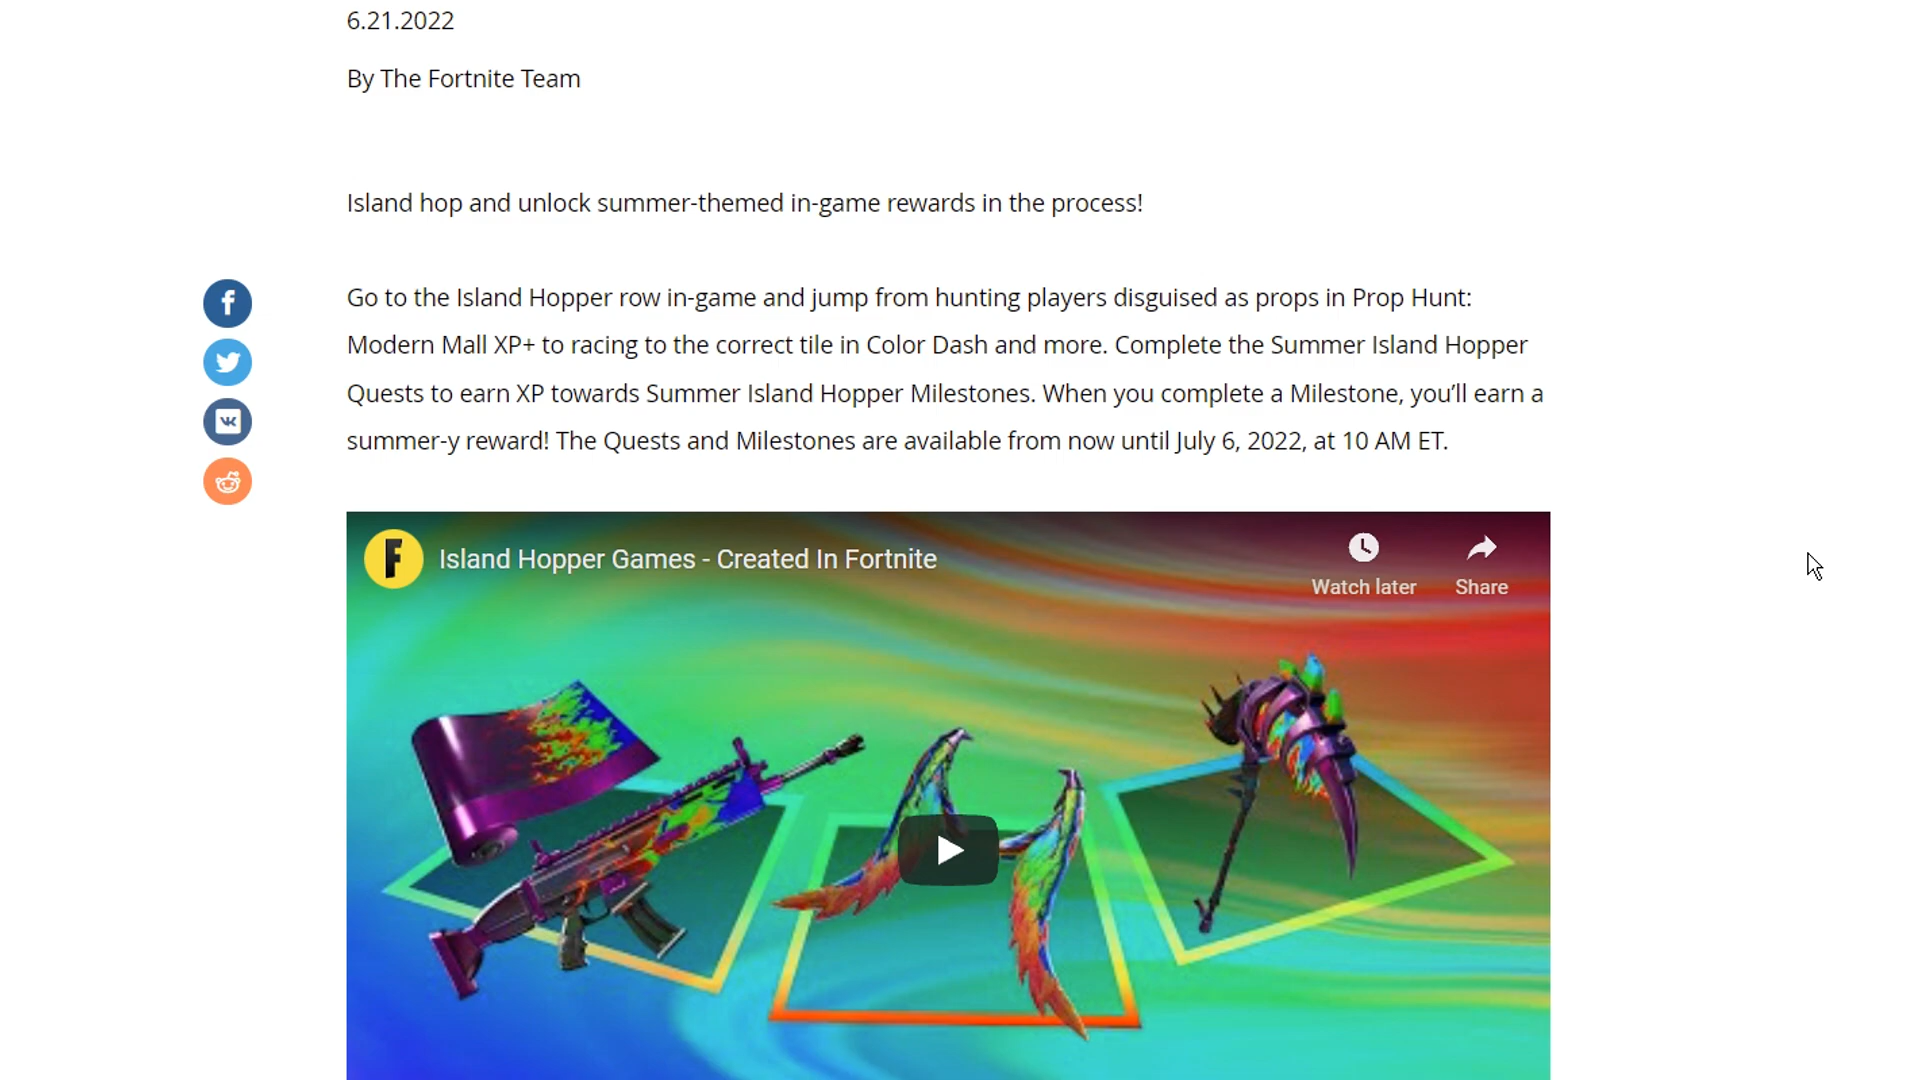 6.21.2022
By The Fortnite Team
Island hop and unlock summer-themed in-game rewards in the process!
Go to the Island Hopper row in-game and jump from hunting players disguised as props in Prop Hunt:
Modern Mall XP+ to racing to the correct tile in Color Dash and more. Complete the Summer Island Hopper
Quests to earn XP towards Summer Island Hopper Milestones. When you complete a Milestone, you’ll earn a
summer-y reward! The Quests and Milestones are available from now until July 6, 2022, at 10 AM ET.
F
Island Hopper Games - Created In Fortnite
Watch later
Share